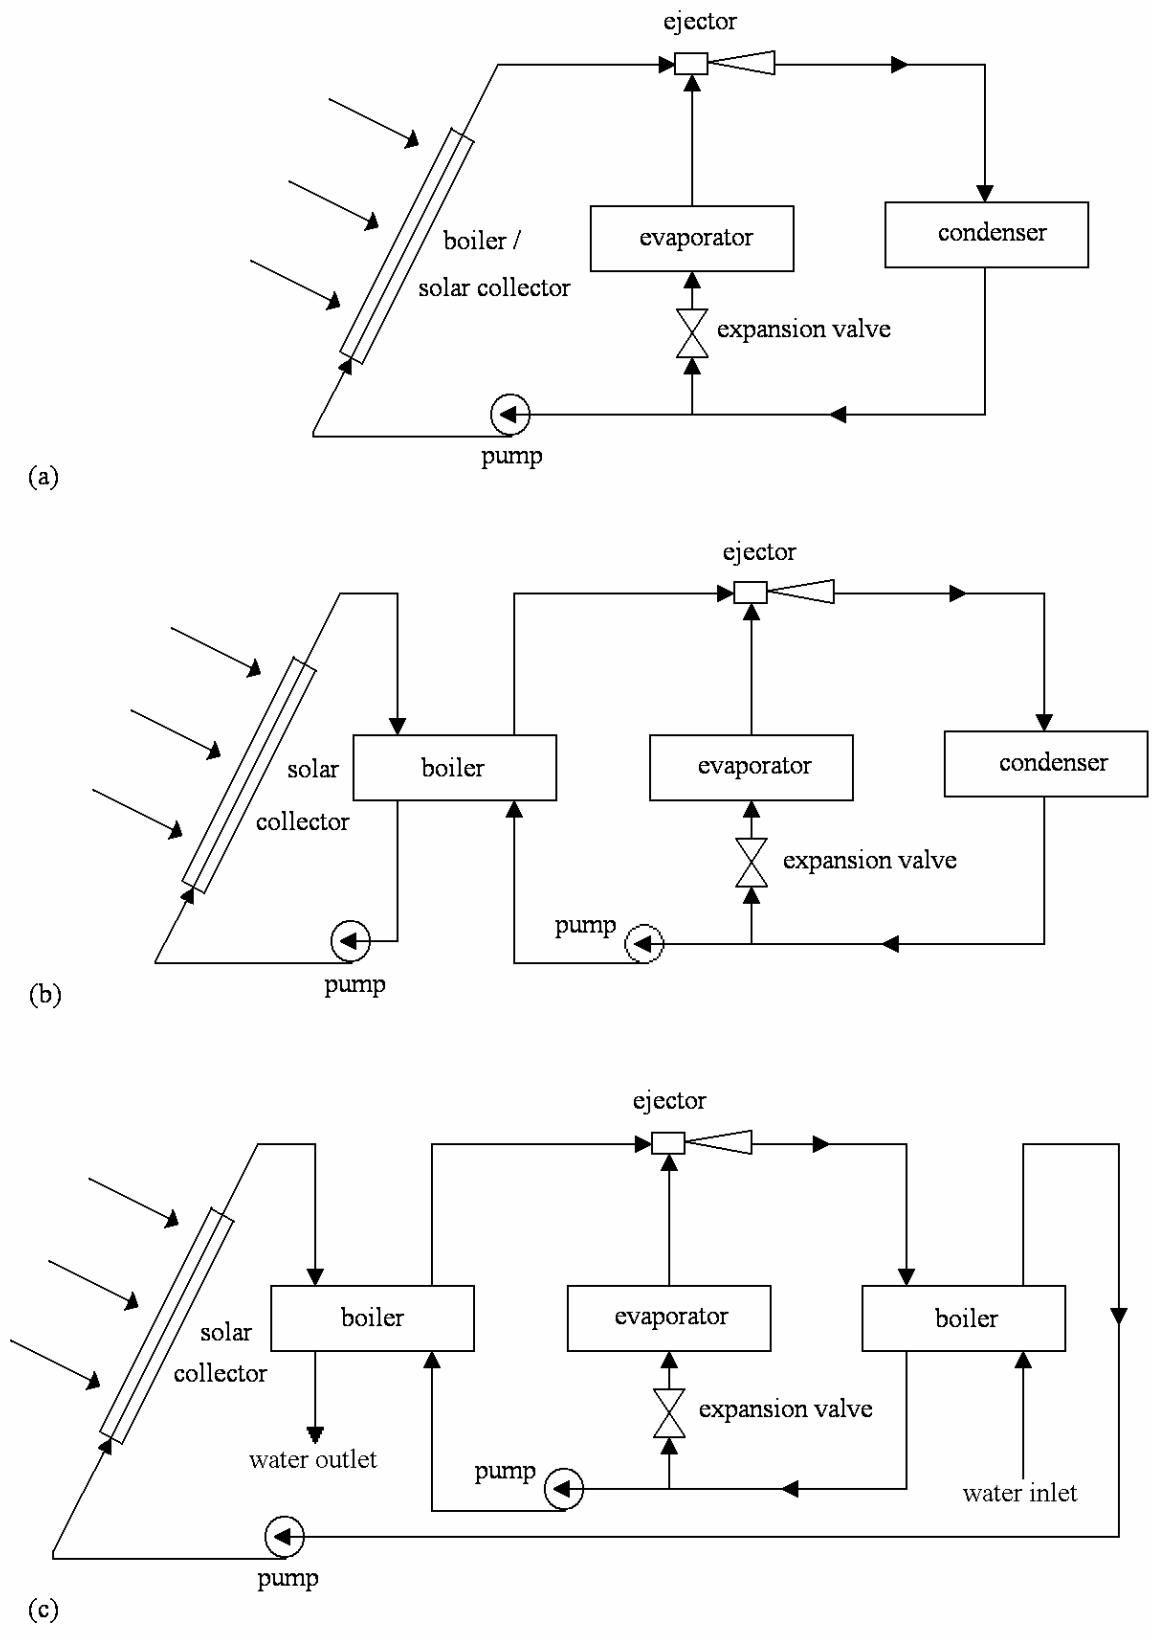 ejector
boiler /
solar collector
evaporator
condenser
expansion valve
pump
(a)
ejector
solar
collector
boiler
evaporator
condenser
expansion valve
pump
pump
(b)
ejector
solar
collector
boiler
evaporator
boiler
expansion valve
water outlet
pump
water inlet
pump
(c)